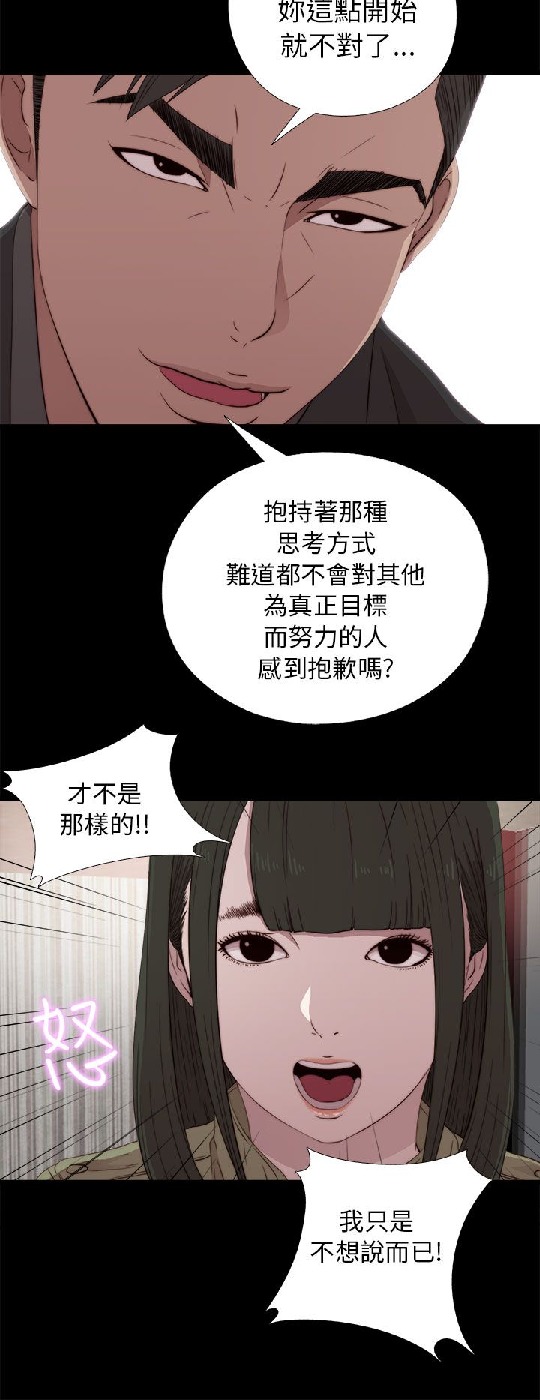 妳這點開始
就不對了...
抱持著那種
思考方式
難道都不會對其他
為真正目標
而努力的人
感到抱歉嗎?
才不是
那樣的!!
怒
我只是
不想說而已!